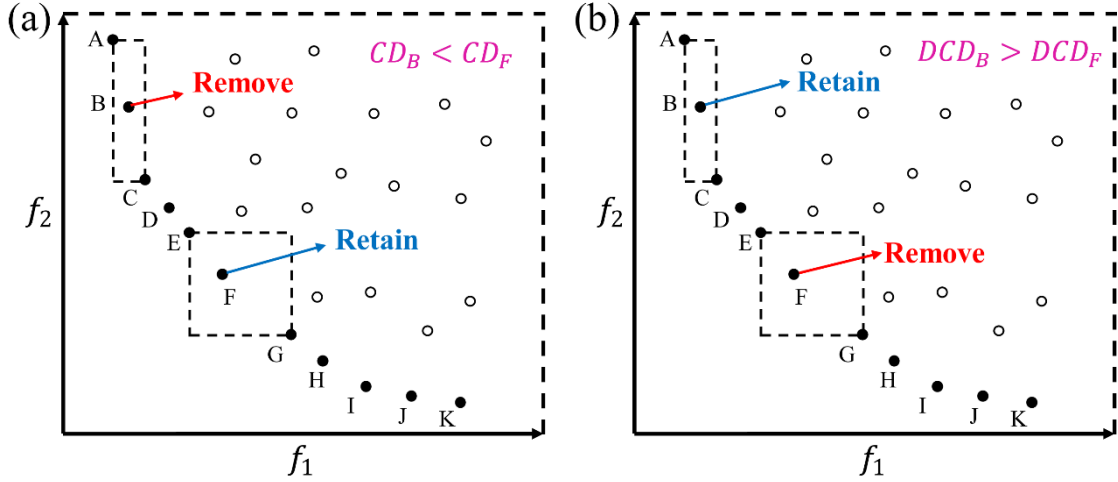 (a)
A
CD_B < CD_F
Remove
B
C
D
f_2
E
Retain
F
G
H
I
J
K
f_1
(b)
A
DCD_B > DCD_F
Retain
B
C
D
f_2
E
Remove
F
G
H
I
J
K
f_1